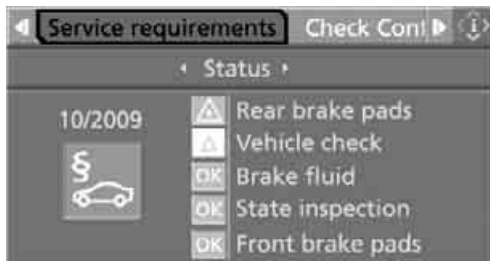 Service requirements Check Cont i
Status
10/2009
§
Rear brake pads
Vehicle check
OK Brake fluid
OK State inspection
OK Front brake pads